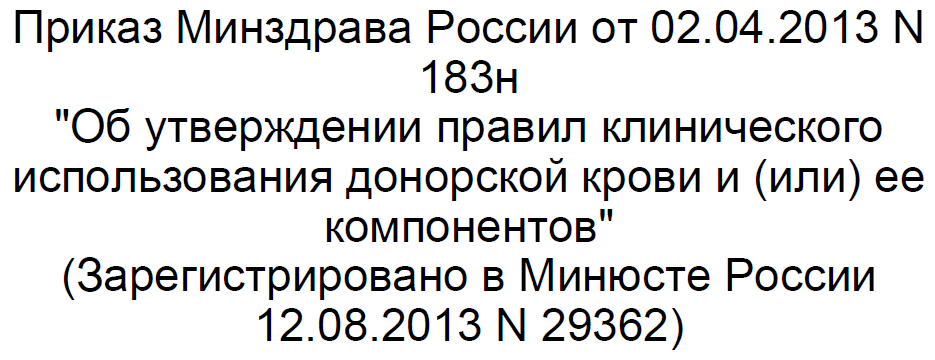 Приказ Минздрава России от 02.04.2013 N
183н
"Об утверждении правил клинического
использования донорской крови и (или) ее
компонентов"
(Зарегистрировано в Минюсте России
12.08.2013 N 29362)